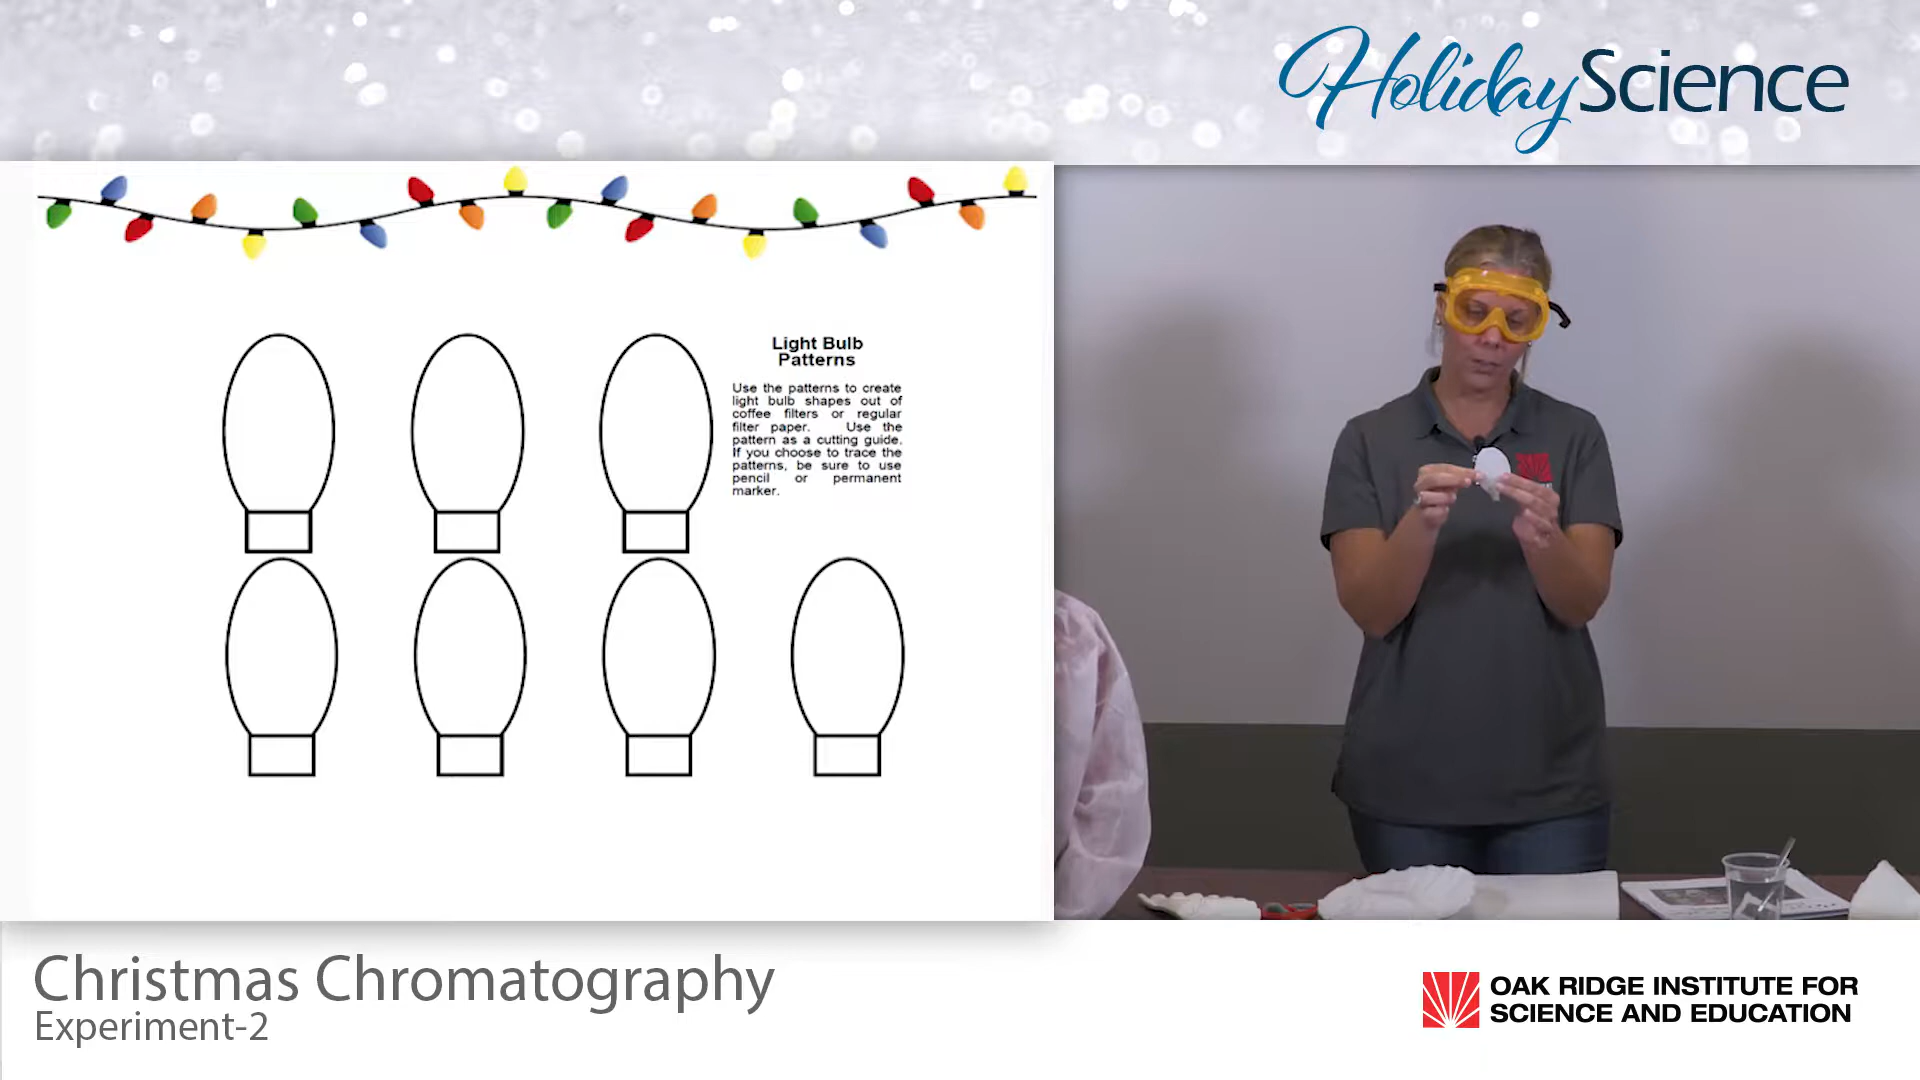 HolidayScience
Light Bulb
Patterns
Use the patterns to create
light bulb shapes out of
coffee filters or regular
filter paper. Use the
pattern as a cutting guide.
If you choose to trace the
patterns, be sure to use
pencil or permanent
marker.
Christmas Chromatography
Experiment-2
OAK RIDGE INSTITUTE FOR
SCIENCE AND EDUCATION